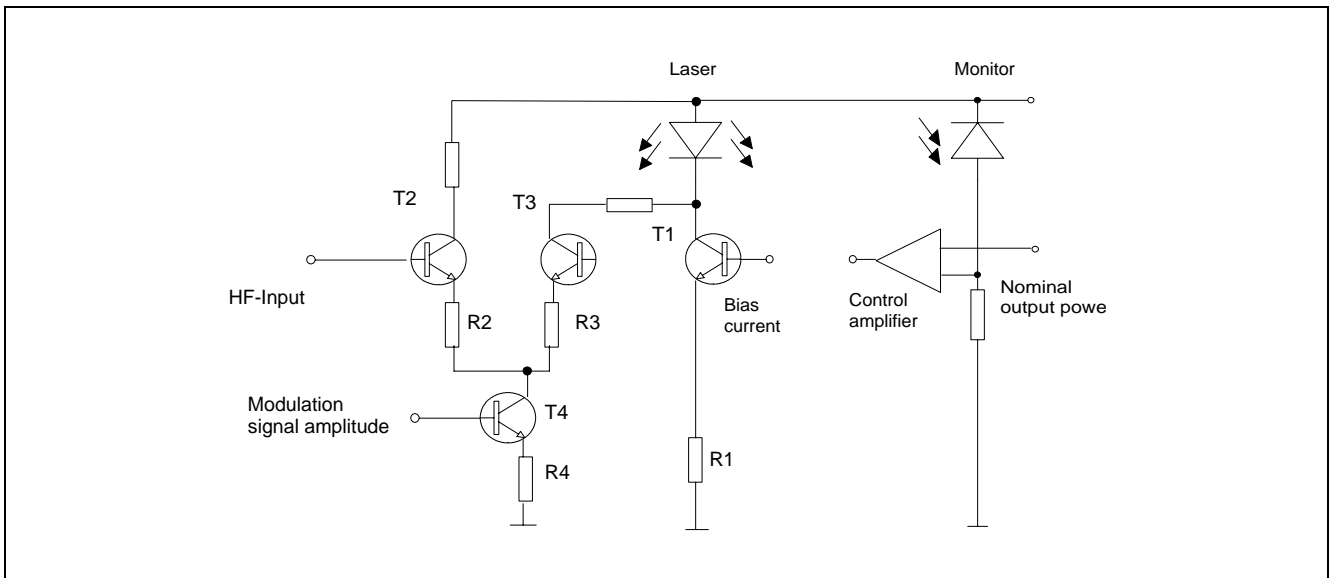 Laser
Monitor
T2
T3
T1
HF-Input
R2
R3
Bias
current
Control
amplifier
Nominal
output powe
Modulation
signal amplitude
T4
R4
R1